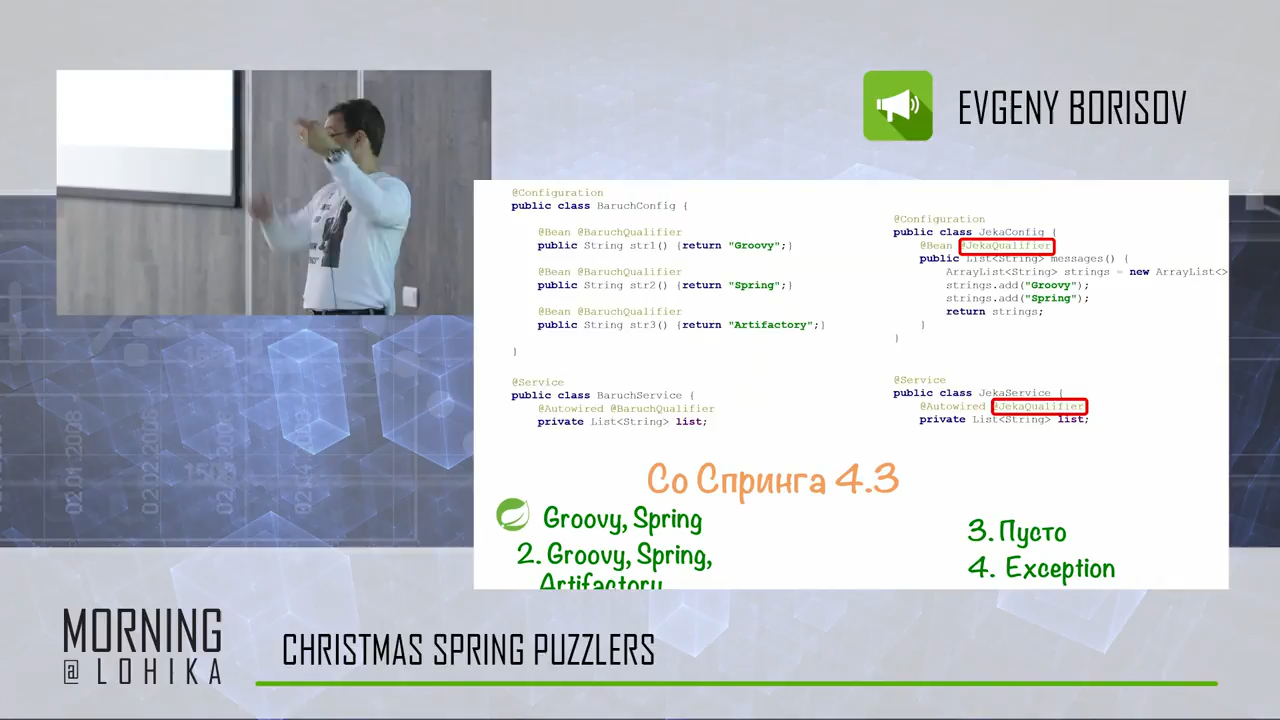 EVGENY BORISOV
@Configuration
public class BaruchConfig {
@Bean @BaruchQualifier
public String str1() {return "Groovy";}
@Bean @BaruchQualifier
public String str2() {return "Spring";}
@Bean @BaruchQualifier
public String str3() {return "Artifactory";}
}
@Service
public class BaruchService {
@Autowired @BaruchQualifier
private List<String> list;
@Configuration
public class JekaConfig {
@Bean @JekaQualifier
public List<String> messages() {
ArrayList<String> strings = new ArrayList<>
strings.add("Groovy");
strings.add("Spring");
return strings;
}
}
@Service
public class JekaService {
@Autowired @JekaQualifier
private List<String> list;
Со Спринга 4.3
Groovy, Spring
2. Groovy, Spring,
Artifactory
3. Пусто
4. Exception
02.01.2008
MORNING
@ LOHIKA
CHRISTMAS SPRING PUZZLERS